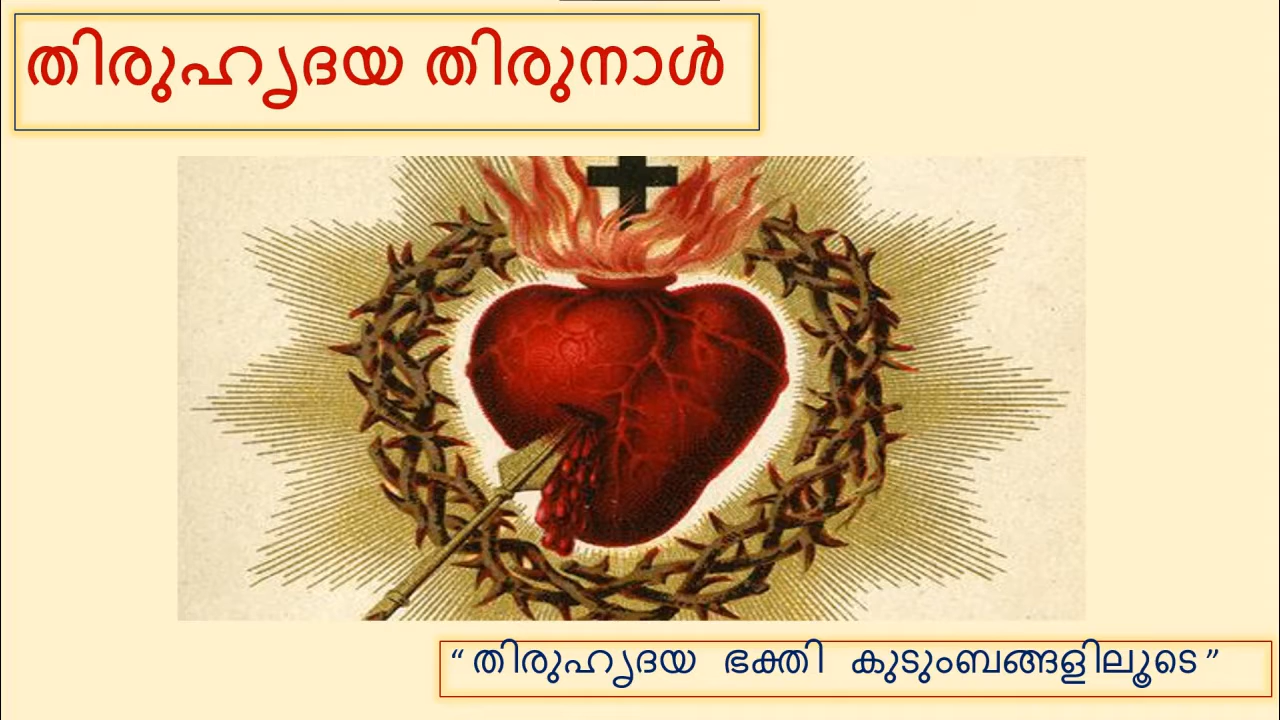 തിരുഹൃദയ തിരുനാൾ
“തിരുഹൃദയ ഭക്തി കുടുംബങ്ങളിലൂടെ”